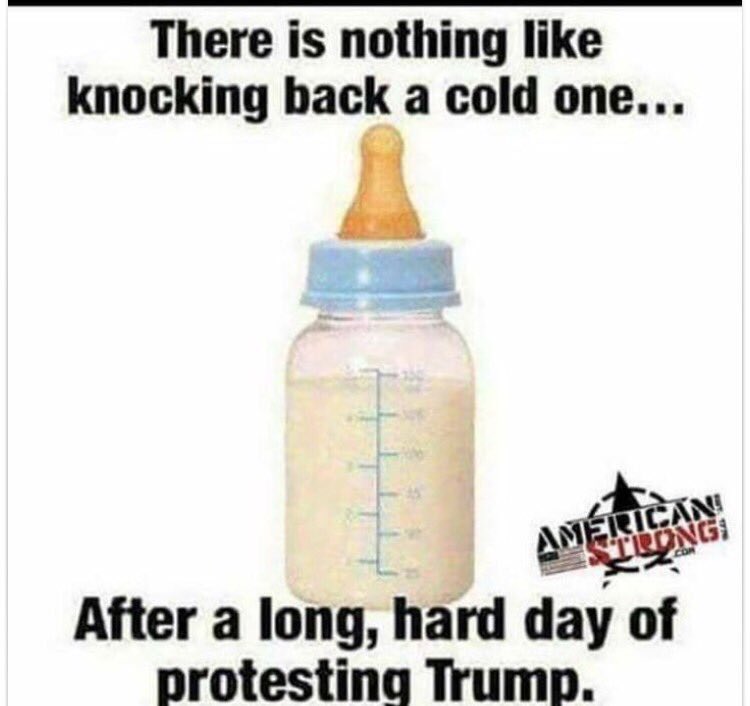 There is nothing like
knocking back a cold one...
AMERICAN
STRONG
.COM
After a long, hard day of
protesting Trump.